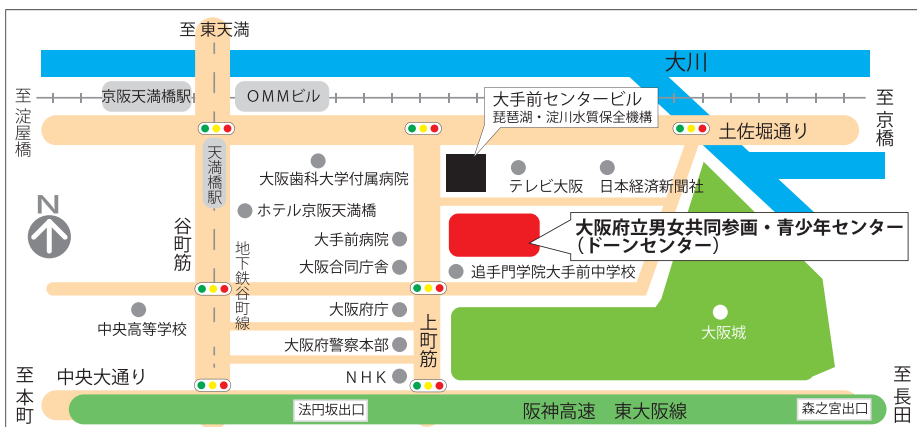 至 東天満
大川
至淀屋橋
京阪天満橋駅
OMMビル
大手前センタービル
琵琶湖・淀川水質保全機構
至京橋
土佐堀通り
天満橋駅
大阪歯科大学付属病院
テレビ大阪
日本経済新聞社
N
ホテル京阪天満橋
大手前病院
大阪府立男女共同参画・青少年センター
(ドーンセンター)
谷町筋
地下鉄谷町線
大阪合同庁舎
追手門学院大手前中学校
中央高等学校
大阪府庁
上町筋
大阪城
大阪府警察本部
NHK
至本町
中央大通り
至長田
法円坂出口
阪神高速 東大阪線
森之宮出口